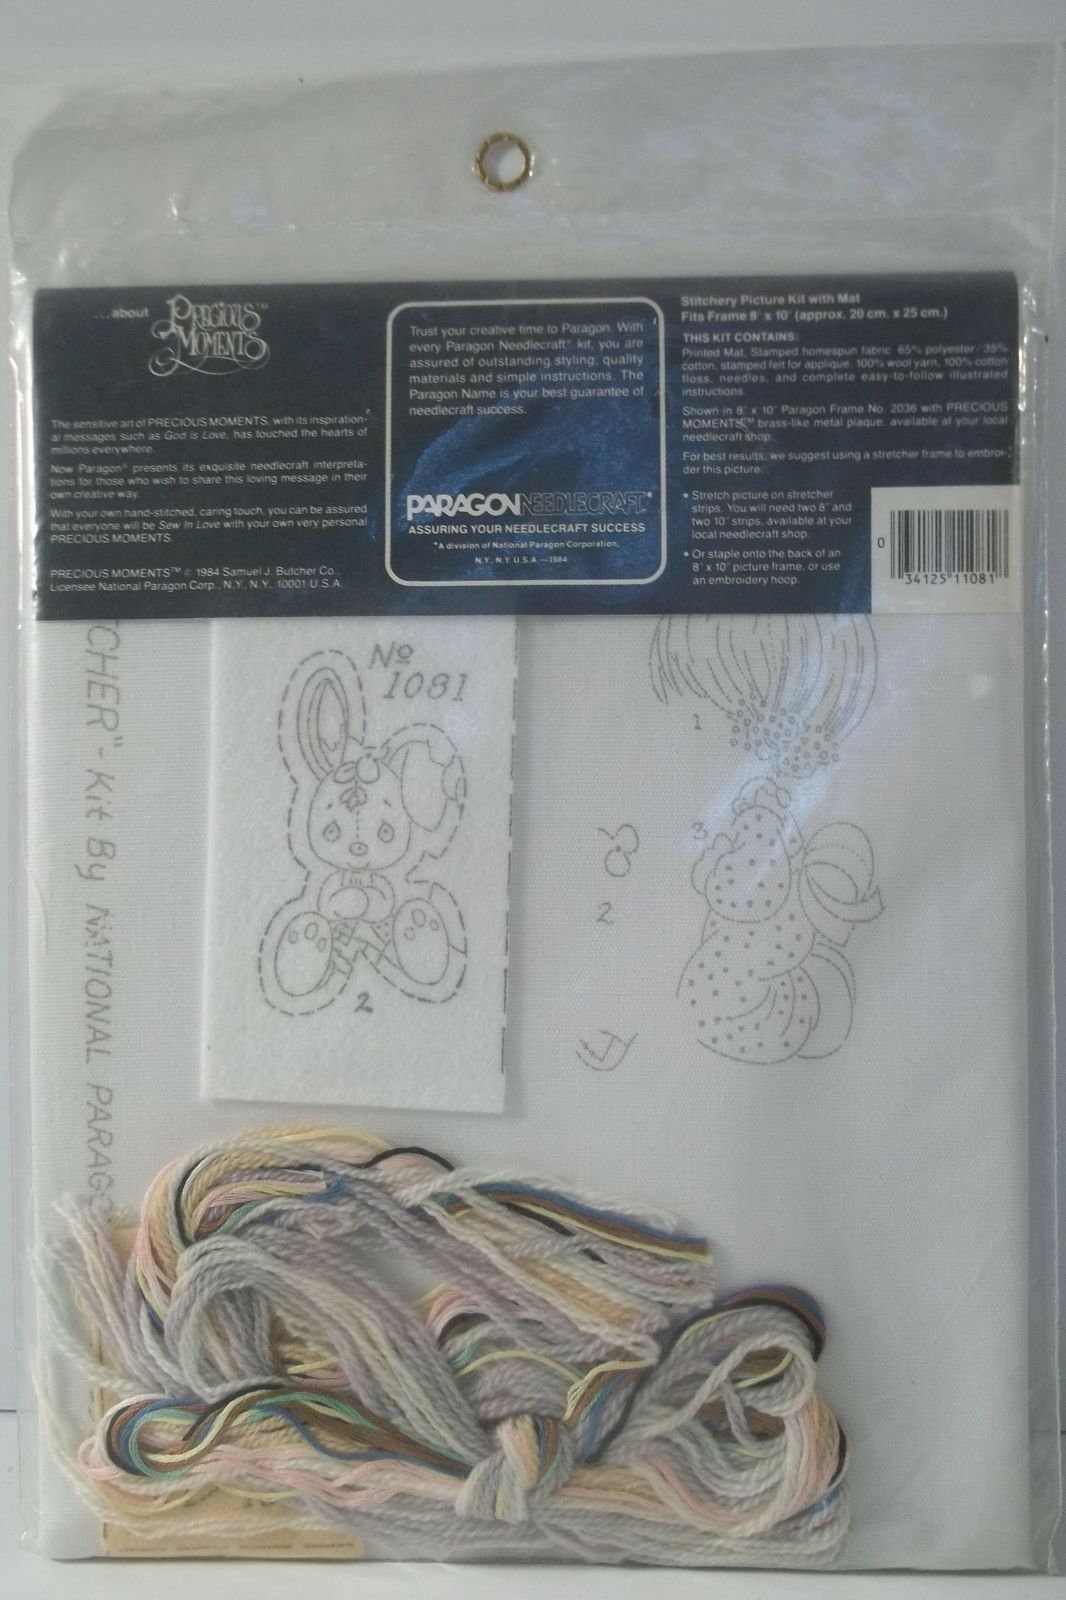 ...about PRECIOUS MOMENTS™
The sensitive art of PRECIOUS MOMENTS, with its inspiration-
al messages such as God is Love, has touched the hearts of
millions everywhere.
Now Paragon® presents its exquisite needlecraft interpreta-
tions for those who wish to share this loving message in their
own creative way.
With your own hand-stitched, caring touch, you can be assured
that everyone will be Sew In Love with your own very personal
PRECIOUS MOMENTS.
PRECIOUS MOMENTS™ © 1984 Samuel J. Butcher Co.,
Licensee National Paragon Corp., N.Y. N.Y., 10001 U.S.A.
Trust your creative time to Paragon. With
every Paragon Needlecraft® kit, you are
assured of outstanding styling, quality
materials and simple instructions. The
Paragon Name is your best guarantee of
needlecraft success.
PARAGON NEEDLECRAFT*
ASSURING YOUR NEEDLECRAFT SUCCESS
*A division of National Paragon Corporation,
N.Y., N.Y. U.S.A.—1984
Stitchery Picture Kit with Mat
Fits Frame 8" x 10" (approx. 20 cm. x 25 cm.)
THIS KIT CONTAINS:
Printed Mat, Stamped homespun fabric 65% polyester / 35%
cotton, stamped felt for applique, 100% wool yarn, 100% cotton
floss, needles, and complete easy-to-follow illustrated
instructions.
Shown in 8" x 10" Paragon Frame No. 2036 with PRECIOUS
MOMENTS™ brass-like metal plaque, available at your local
needlecraft shop.
For best results, we suggest using a stretcher frame to embroi-
der this picture.
• Stretch picture on stretcher
strips. You will need two 8" and
two 10" strips, available at your
local needlecraft shop.
• Or staple onto the back of an
8" x 10" picture frame, or use
an embroidery hoop.
0 34125 11081
TCHER"- Kit By NATIONAL PARAGO
No
1081
2
1
3
2